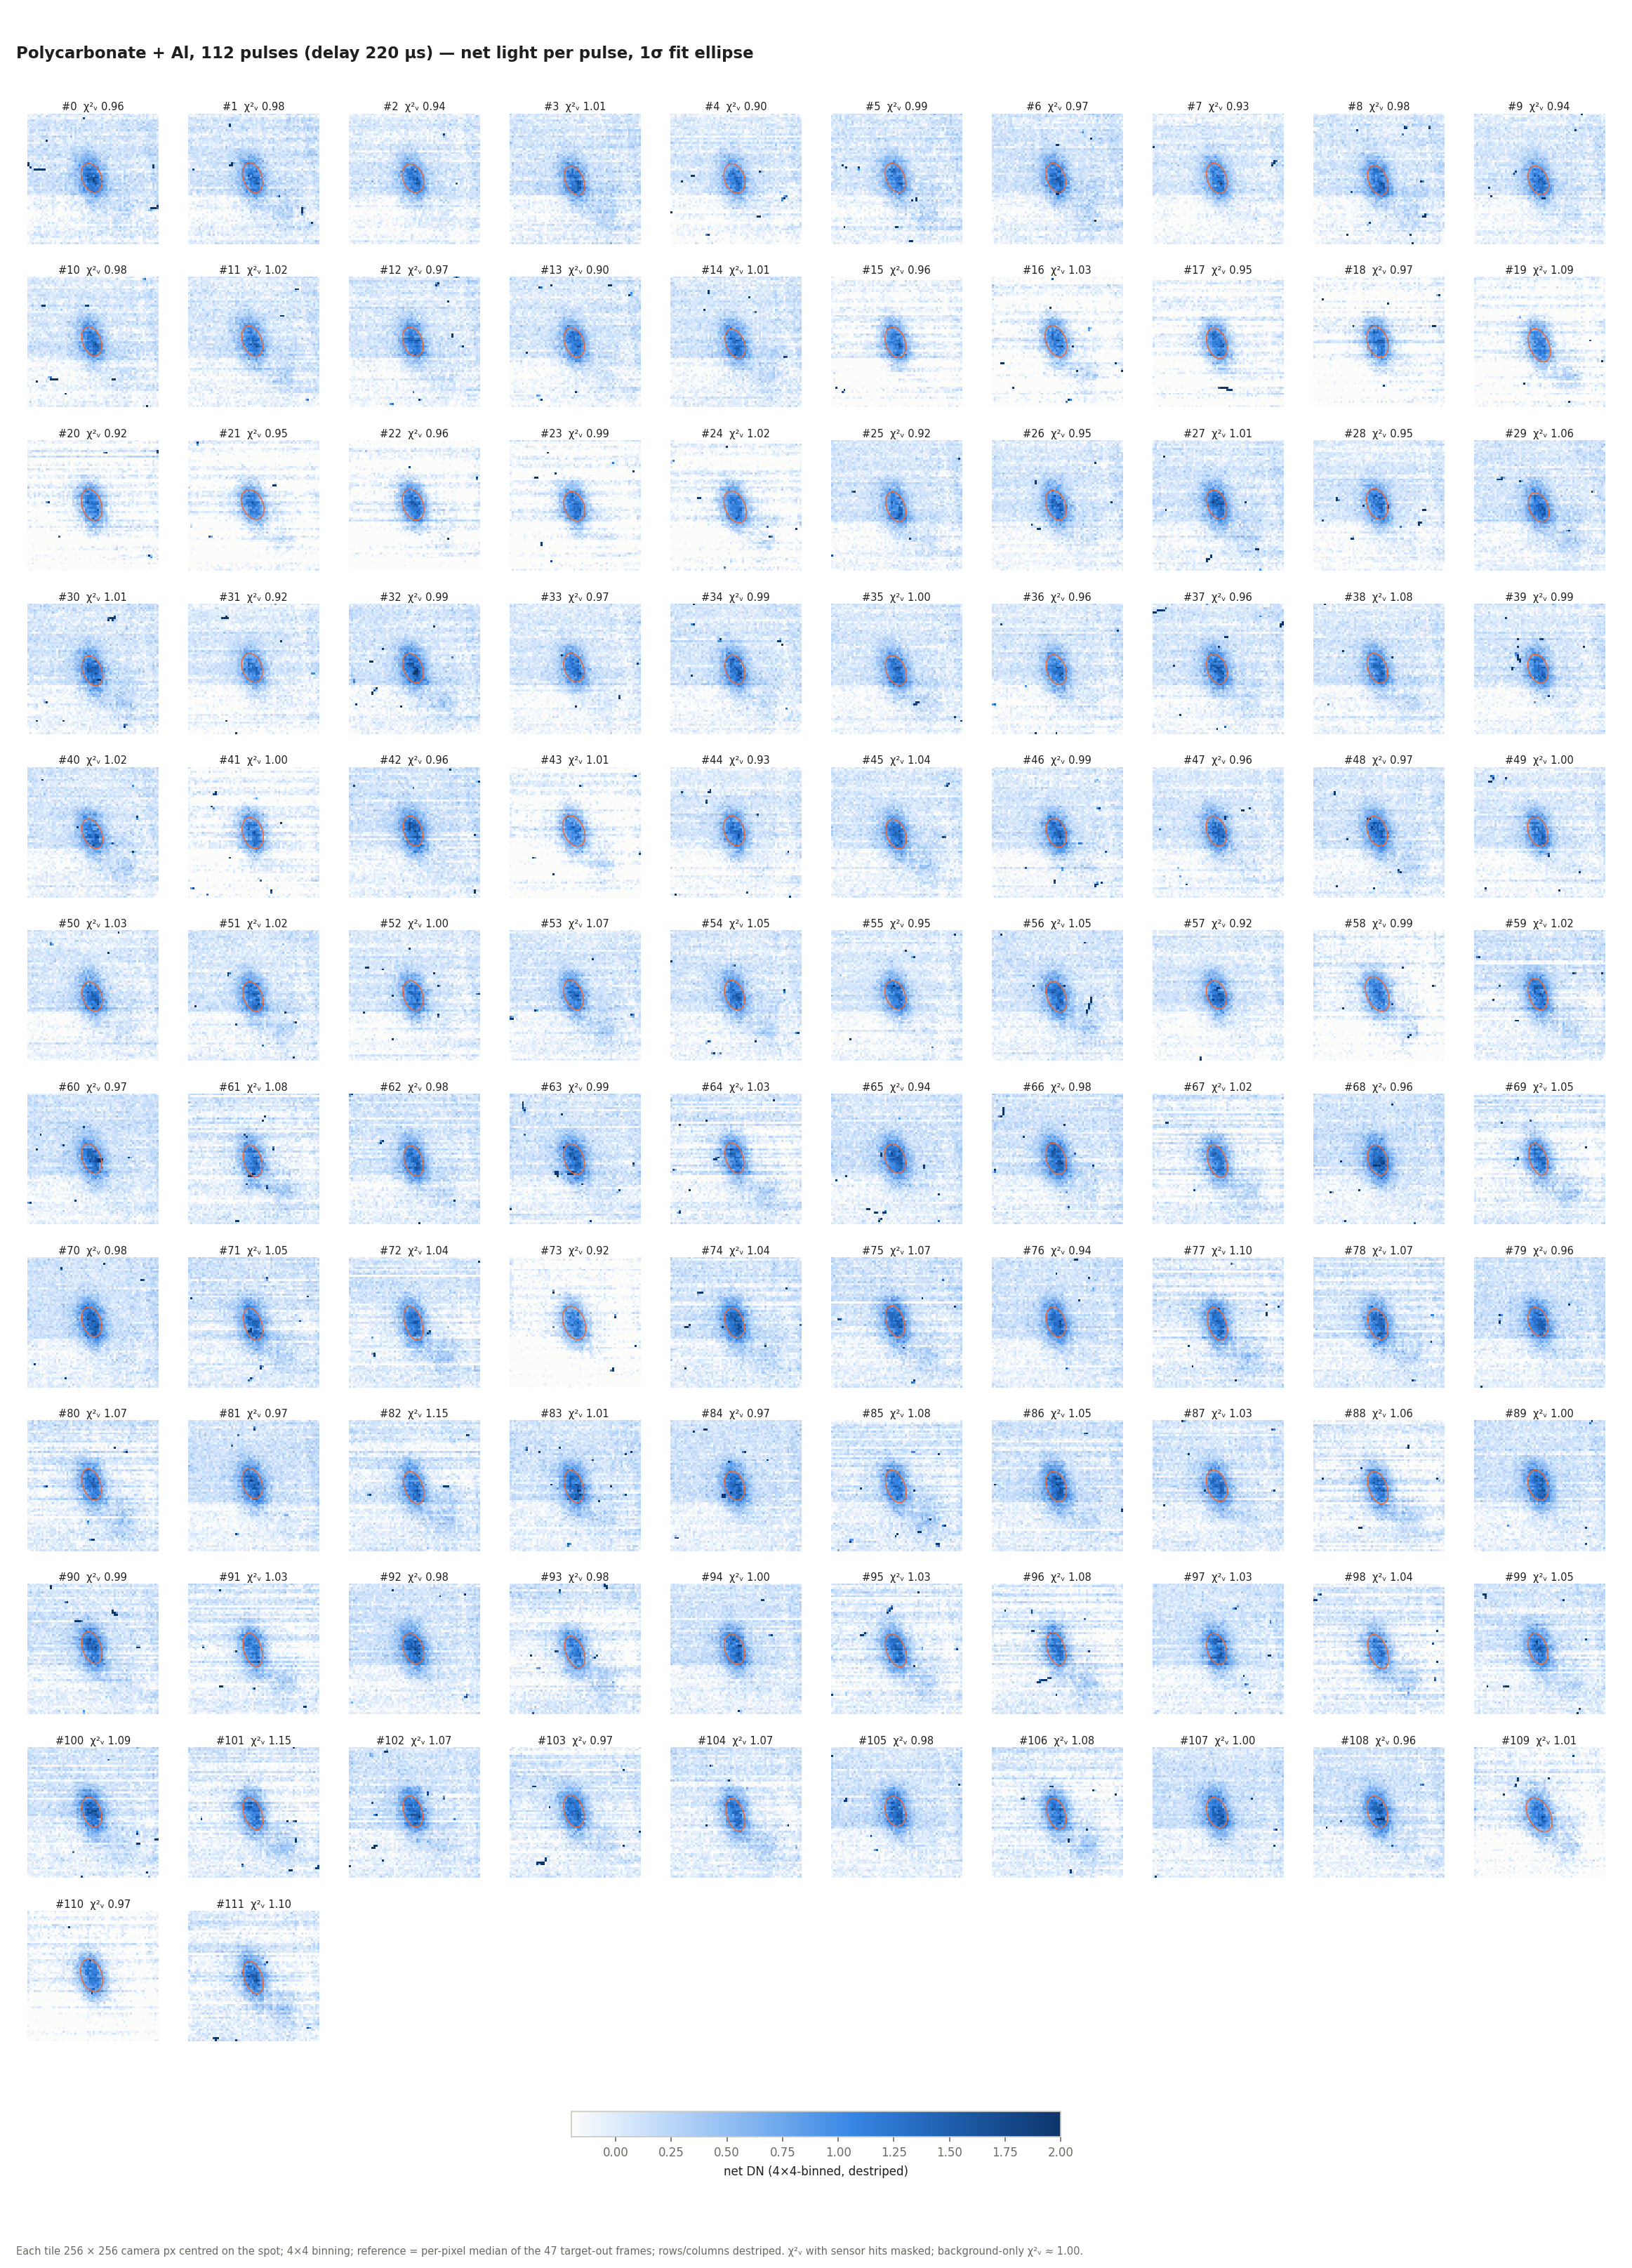 Polycarbonate + Al, 112 pulses (delay 220 µs) — net light per pulse, 1σ fit ellipse
#0 χ²ᵥ 0.96 #1 χ²ᵥ 0.98 #2 χ²ᵥ 0.94 #3 χ²ᵥ 1.01 #4 χ²ᵥ 0.90 #5 χ²ᵥ 0.99 #6 χ²ᵥ 0.97 #7 χ²ᵥ 0.93 #8 χ²ᵥ 0.98 #9 χ²ᵥ 0.94
#10 χ²ᵥ 0.98 #11 χ²ᵥ 1.02 #12 χ²ᵥ 0.97 #13 χ²ᵥ 0.90 #14 χ²ᵥ 1.01 #15 χ²ᵥ 0.96 #16 χ²ᵥ 1.03 #17 χ²ᵥ 0.95 #18 χ²ᵥ 0.97 #19 χ²ᵥ 1.09
#20 χ²ᵥ 0.92 #21 χ²ᵥ 0.95 #22 χ²ᵥ 0.96 #23 χ²ᵥ 0.99 #24 χ²ᵥ 1.02 #25 χ²ᵥ 0.92 #26 χ²ᵥ 0.95 #27 χ²ᵥ 1.01 #28 χ²ᵥ 0.95 #29 χ²ᵥ 1.06
#30 χ²ᵥ 1.01 #31 χ²ᵥ 0.92 #32 χ²ᵥ 0.99 #33 χ²ᵥ 0.97 #34 χ²ᵥ 0.99 #35 χ²ᵥ 1.00 #36 χ²ᵥ 0.96 #37 χ²ᵥ 0.96 #38 χ²ᵥ 1.08 #39 χ²ᵥ 0.99
#40 χ²ᵥ 1.02 #41 χ²ᵥ 1.00 #42 χ²ᵥ 0.96 #43 χ²ᵥ 1.01 #44 χ²ᵥ 0.93 #45 χ²ᵥ 1.04 #46 χ²ᵥ 0.99 #47 χ²ᵥ 0.96 #48 χ²ᵥ 0.97 #49 χ²ᵥ 1.00
#50 χ²ᵥ 1.03 #51 χ²ᵥ 1.02 #52 χ²ᵥ 1.00 #53 χ²ᵥ 1.07 #54 χ²ᵥ 1.05 #55 χ²ᵥ 0.95 #56 χ²ᵥ 1.05 #57 χ²ᵥ 0.92 #58 χ²ᵥ 0.99 #59 χ²ᵥ 1.02
#60 χ²ᵥ 0.97 #61 χ²ᵥ 1.08 #62 χ²ᵥ 0.98 #63 χ²ᵥ 0.99 #64 χ²ᵥ 1.03 #65 χ²ᵥ 0.94 #66 χ²ᵥ 0.98 #67 χ²ᵥ 1.02 #68 χ²ᵥ 0.96 #69 χ²ᵥ 1.05
#70 χ²ᵥ 0.98 #71 χ²ᵥ 1.05 #72 χ²ᵥ 1.04 #73 χ²ᵥ 0.92 #74 χ²ᵥ 1.04 #75 χ²ᵥ 1.07 #76 χ²ᵥ 0.94 #77 χ²ᵥ 1.10 #78 χ²ᵥ 1.07 #79 χ²ᵥ 0.96
#80 χ²ᵥ 1.07 #81 χ²ᵥ 0.97 #82 χ²ᵥ 1.15 #83 χ²ᵥ 1.01 #84 χ²ᵥ 0.97 #85 χ²ᵥ 1.08 #86 χ²ᵥ 1.05 #87 χ²ᵥ 1.03 #88 χ²ᵥ 1.06 #89 χ²ᵥ 1.00
#90 χ²ᵥ 0.99 #91 χ²ᵥ 1.03 #92 χ²ᵥ 0.98 #93 χ²ᵥ 0.98 #94 χ²ᵥ 1.00 #95 χ²ᵥ 1.03 #96 χ²ᵥ 1.08 #97 χ²ᵥ 1.03 #98 χ²ᵥ 1.04 #99 χ²ᵥ 1.05
#100 χ²ᵥ 1.09 #101 χ²ᵥ 1.15 #102 χ²ᵥ 1.07 #103 χ²ᵥ 0.97 #104 χ²ᵥ 1.07 #105 χ²ᵥ 0.98 #106 χ²ᵥ 1.08 #107 χ²ᵥ 1.00 #108 χ²ᵥ 0.96 #109 χ²ᵥ 1.01
#110 χ²ᵥ 0.97 #111 χ²ᵥ 1.10
0.00 0.25 0.50 0.75 1.00 1.25 1.50 1.75 2.00
net DN (4×4-binned, destriped)
Each tile 256 × 256 camera px centred on the spot; 4×4 binning; reference = per-pixel median of the 47 target-out frames; rows/columns destriped. χ²ᵥ with sensor hits masked; background-only χ²ᵥ ≈ 1.00.